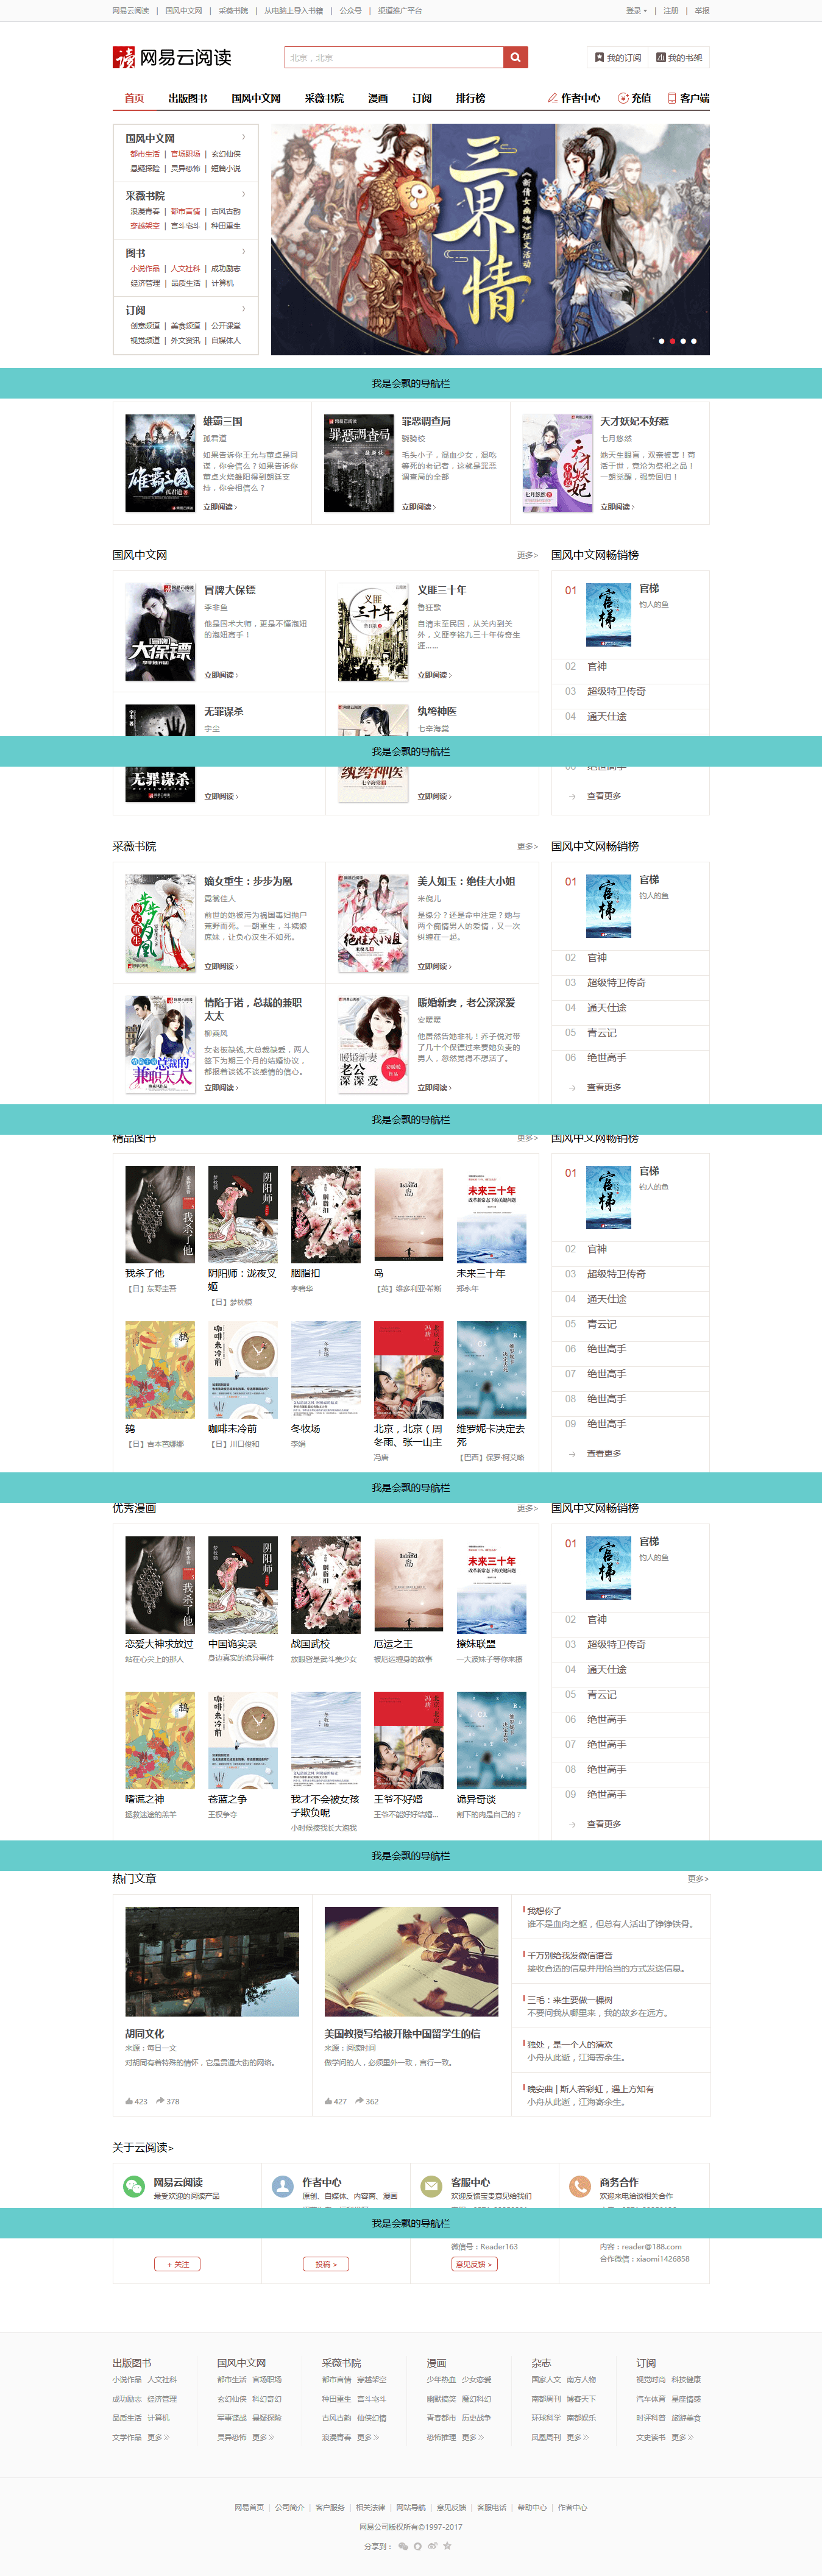 网易云阅读 | 国风中文网 | 采薇书院 | 从电脑上导入书籍 | 公众号 | 渠道推广平台
登录 | 注册 | 举报
读 网易云阅读
北京，北京
我的订阅 我的书架
首页 出版图书 国风中文网 采薇书院 漫画 订阅 排行榜
作者中心 充值 客户端
国风中文网 >
都市生活 | 官场职场 | 玄幻仙侠
悬疑探险 | 灵异恐怖 | 短篇小说
采薇书院 >
浪漫青春 | 都市言情 | 古风古韵
穿越架空 | 宫斗宅斗 | 种田重生
图书 >
小说作品 | 人文社科 | 成功励志
经济管理 | 品质生活 | 计算机
订阅 >
创意频道 | 美食频道 | 公开课堂
视觉频道 | 外文资讯 | 自媒体人
三界情
《新倩女幽魂》征文活动
我是会飘的导航栏
雄霸三国
孤君道
如果告诉你王允与董卓是同
谋，你会信么？如果告诉你
董卓火烧雒阳得到朝廷支
持，你会相信么？
立即阅读 >
罪恶调查局
骁骑校
毛头小子，混血少女，混吃
等死的老记者，这就是罪恶
调查局的全部
立即阅读 >
天才妖妃不好惹
七月悠然
她天生腺盲，双亲被害！苟
活于世，竟沦为祭祀之品！
一朝觉醒，强势回归！
立即阅读 >
国风中文网 更多>
冒牌大保镖
李非鱼
他是国术大师，更是不懂泡妞
的泡妞高手！
立即阅读 >
义匪三十年
鲁狂歌
自清末至民国，从关内到关
外，义匪李铭九三十年传奇生
涯……
立即阅读 >
无罪谋杀
宇尘
立即阅读 >
纨绔神医
七辛海棠
立即阅读 >
国风中文网畅销榜
01 官梯
钓人的鱼
02 官神
03 超级特卫传奇
04 通天仕途
我是会飘的导航栏
→ 查看更多
采薇书院 更多>
嫡女重生：步步为凰
霓裳佳人
前世的她被污为祸国毒妇抛尸
荒野而死。一朝重生，斗姨娘
庶妹，让负心汉生不如死。
立即阅读 >
美人如玉：绝佳大小姐
米倪儿
是缘分？还是命中注定？她与
两个痴情男人的爱情，又一次
纠缠在一起。
立即阅读 >
情陷于诺，总裁的兼职
太太
柳乘风
女老板缺钱,大总裁缺爱，两人
签下为期三个月的结婚协议，
都报着谈钱不谈感情的信心。
立即阅读 >
暖婚新妻，老公深深爱
安暖暖
他居然告她非礼！乔子悦对带
了几十个保镖过来要她负责的
男人，忽然觉得不想活了。
立即阅读 >
国风中文网畅销榜
01 官梯
钓人的鱼
02 官神
03 超级特卫传奇
04 通天仕途
05 青云记
06 绝世高手
→ 查看更多
我是会飘的导航栏
精品图书 更多>
我杀了他
【日】东野圭吾
阴阳师：泷夜叉
姬
【日】梦枕貘
胭脂扣
李碧华
岛
【英】维多利亚·希斯
未来三十年
郑永年
鸫
【日】吉本芭娜娜
咖啡未冷前
【日】川口俊和
冬牧场
李娟
北京，北京（周
冬雨、张一山主
冯唐
维罗妮卡决定去
死
【巴西】保罗·柯艾略
国风中文网畅销榜
01 官梯
钓人的鱼
02 官神
03 超级特卫传奇
04 通天仕途
05 青云记
06 绝世高手
07 绝世高手
08 绝世高手
09 绝世高手
→ 查看更多
我是会飘的导航栏
优秀漫画 更多>
恋爱大神求放过
站在心尖上的那人
中国诡实录
身边真实的诡异事件
战国武校
放眼皆是武斗美少女
厄运之王
被厄运缠身的故事
撩妹联盟
一大波妹子等你来撩
嗜谎之神
拯救迷途的羔羊
苍蓝之争
王权争夺
我才不会被女孩
子欺负呢
小时候揍我长大泡我
王爷不好婚
王爷不能好好结婚...
诡异奇谈
割下的肉是自己的？
国风中文网畅销榜
01 官梯
钓人的鱼
02 官神
03 超级特卫传奇
04 通天仕途
05 青云记
06 绝世高手
07 绝世高手
08 绝世高手
09 绝世高手
→ 查看更多
我是会飘的导航栏
热门文章 更多>
胡同文化
来源：每日一文
对胡同有着特殊的情怀，它是贯通大街的网络。
423 378
美国教授写给被开除中国留学生的信
来源：阅读时间
做学问的人，必须里外一致，言行一致。
427 362
我想你了
谁不是血肉之躯，但总有人活出了铮铮铁骨。
千万别给我发微信语音
接收合适的信息并用恰当的方式发送信息。
三毛：来生要做一棵树
不要问我从哪里来，我的故乡在远方。
独处，是一个人的清欢
小舟从此逝，江海寄余生。
晚安曲 | 斯人若彩虹，遇上方知有
小舟从此逝，江海寄余生。
关于云阅读>
网易云阅读
最受欢迎的阅读产品
+ 关注
作者中心
原创、自媒体、内容商、漫画
投稿 >
客服中心
欢迎反馈宝贵意见给我们
微信号：Reader163
意见反馈 >
商务合作
欢迎来电洽谈相关合作
内容：reader@188.com
合作微信：xiaomi1426858
我是会飘的导航栏
出版图书
小说作品 人文社科
成功励志 经济管理
品质生活 计算机
文学作品 更多 >>
国风中文网
都市生活 官场职场
玄幻仙侠 科幻奇幻
军事谍战 悬疑探险
灵异恐怖 更多 >>
采薇书院
都市言情 穿越架空
种田重生 宫斗宅斗
古风古韵 仙侠幻情
浪漫青春 更多 >>
漫画
少年热血 少女恋爱
幽默搞笑 魔幻科幻
青春都市 历史战争
恐怖推理 更多 >>
杂志
国家人文 南方人物
南都周刊 博客天下
环球科学 南都娱乐
凤凰周刊 更多 >>
订阅
视觉时尚 科技健康
汽车体育 星座情感
时评科普 旅游美食
文史读书 更多 >>
网易首页 | 公司简介 | 客户服务 | 相关法律 | 网站导航 | 意见反馈 | 客服电话 | 帮助中心 | 作者中心
网易公司版权所有©1997-2017
分享到：